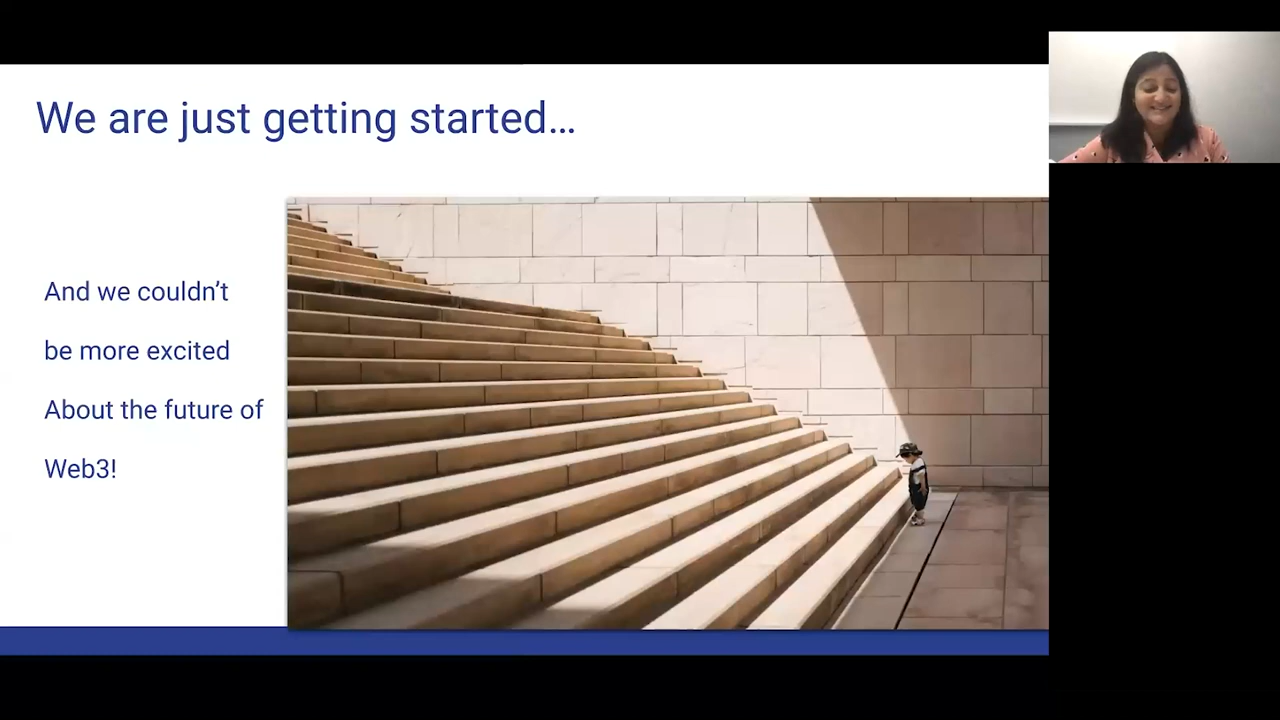 We are just getting started…
And we couldn’t
be more excited
About the future of
Web3!